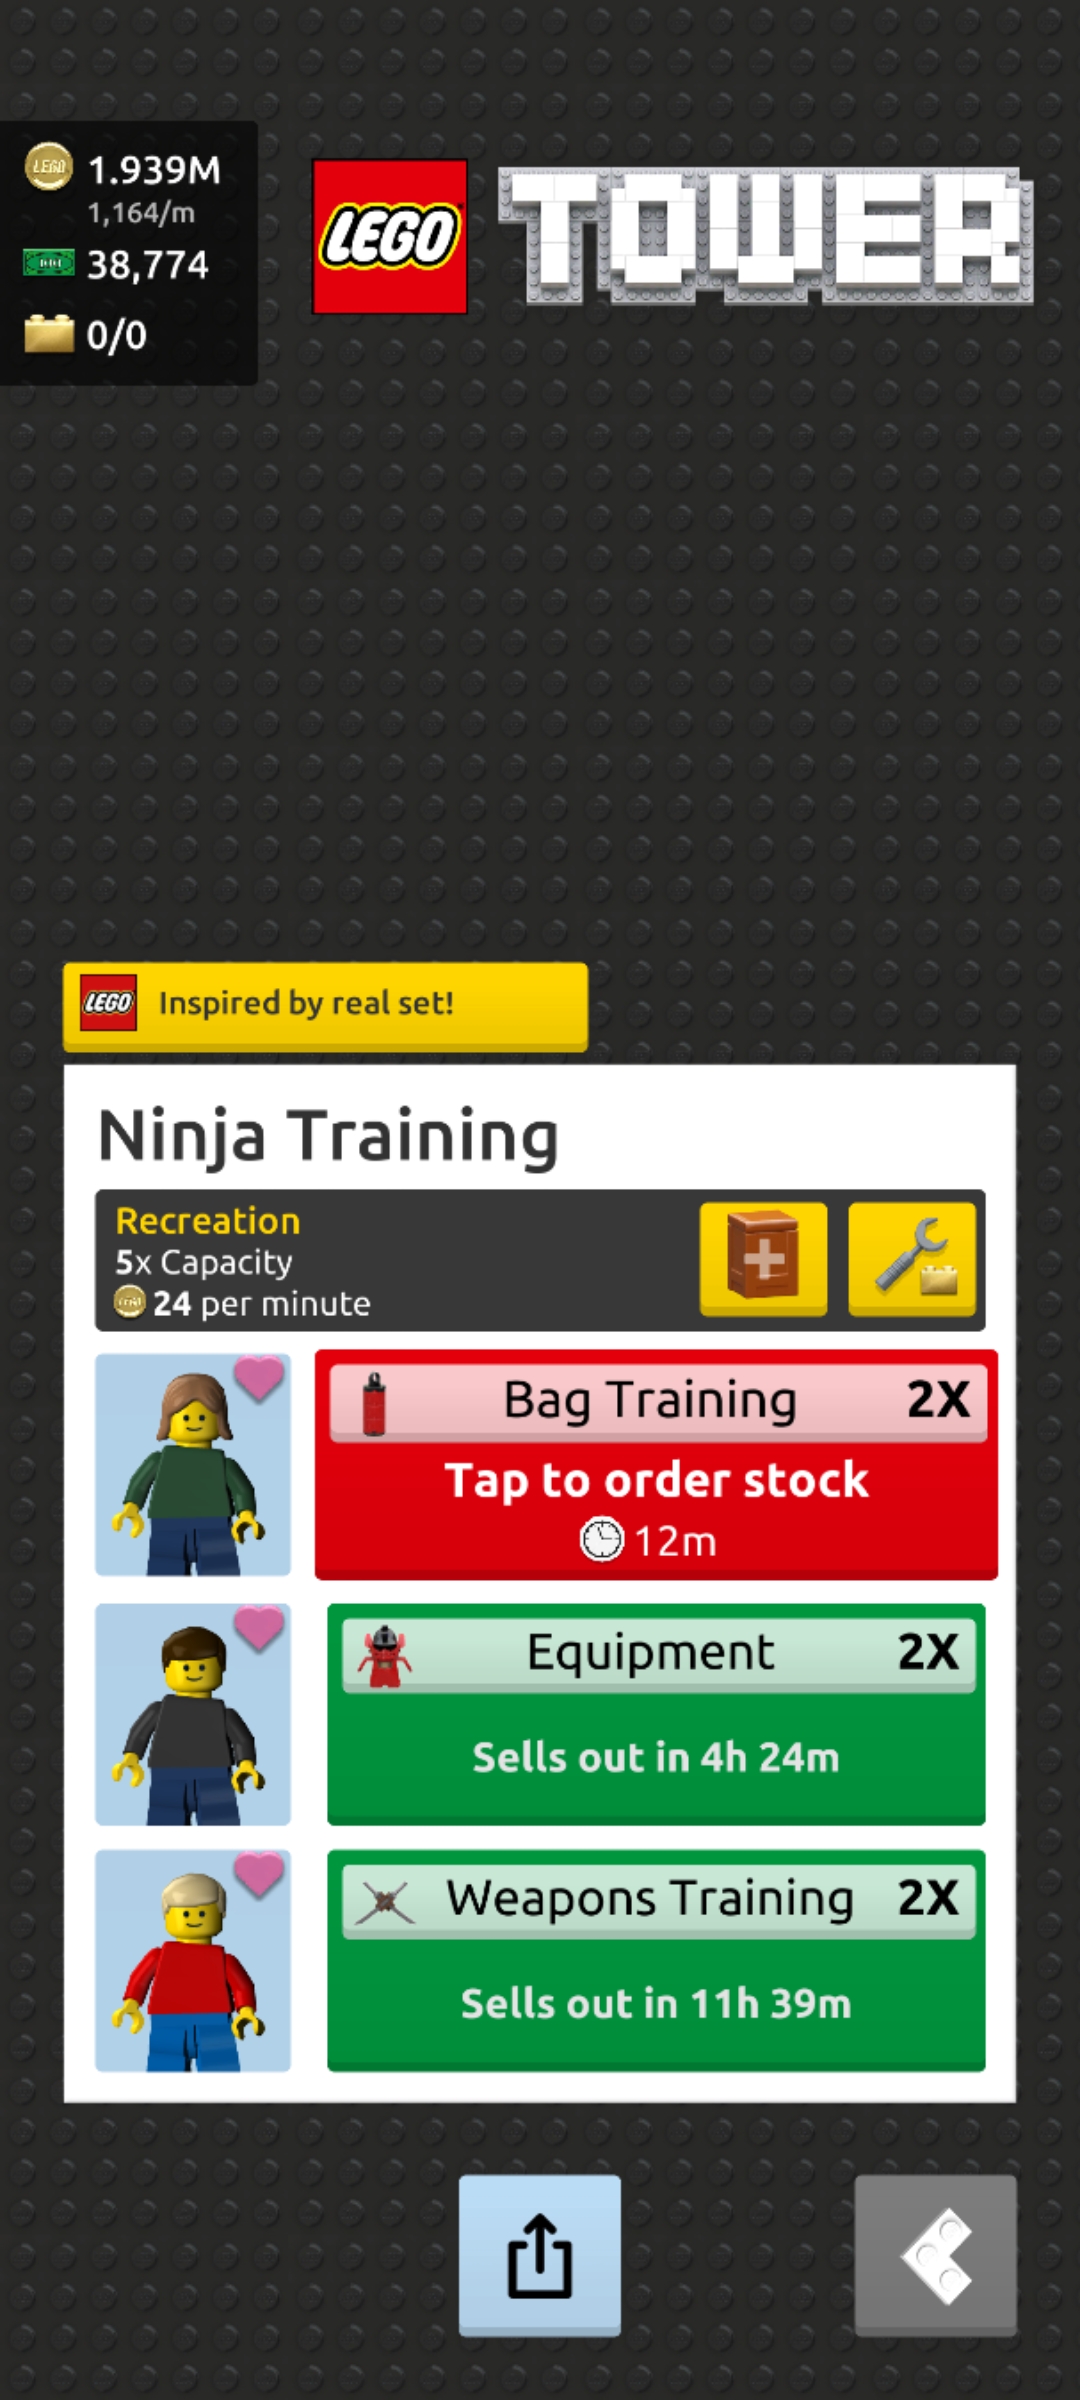 1.939M
1,164/m
38,774
0/0
LEGO TOWER
LEGO Inspired by real set!
Ninja Training
Recreation
5x Capacity
24 per minute
Bag Training 2X
Tap to order stock
12m
Equipment 2X
Sells out in 4h 24m
Weapons Training 2X
Sells out in 11h 39m